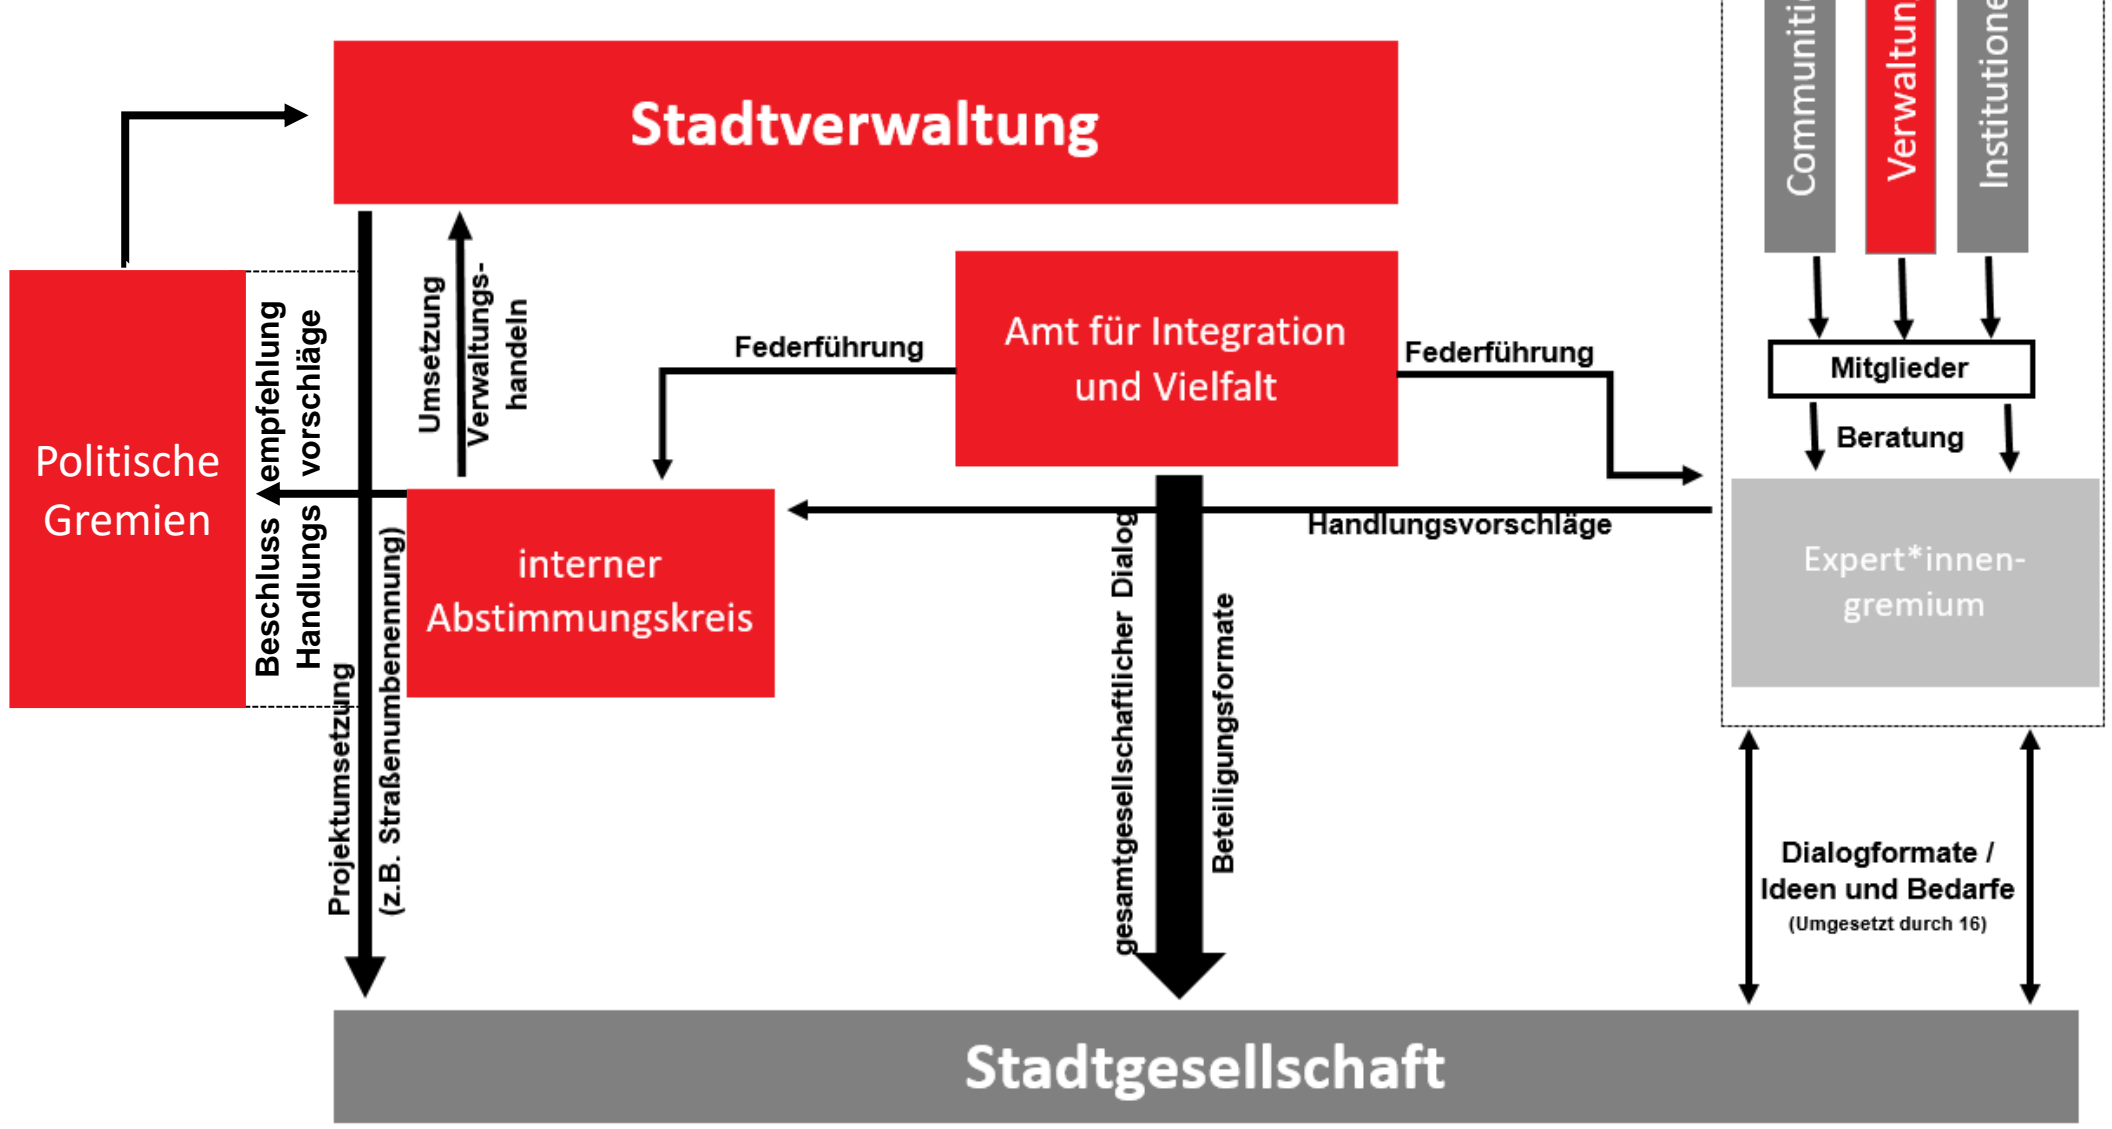 Communiti
Verwaltun
Institutione
Stadtverwaltung
Umsetzung
Verwaltungs-
handeln
Amt für Integration
und Vielfalt
Federführung
Federführung
Mitglieder
Beratung
Politische
Gremien
Beschluss empfehlung
Handlungs vorschläge
interner
Abstimmungskreis
Handlungsvorschläge
Expert*innen-
gremium
Projektumsetzung
(z.B. Straßenumbenennung)
gesamtgesellschaftlicher Dialog
Beteiligungsformate
Dialogformate /
Ideen und Bedarfe
(Umgesetzt durch 16)
Stadtgesellschaft